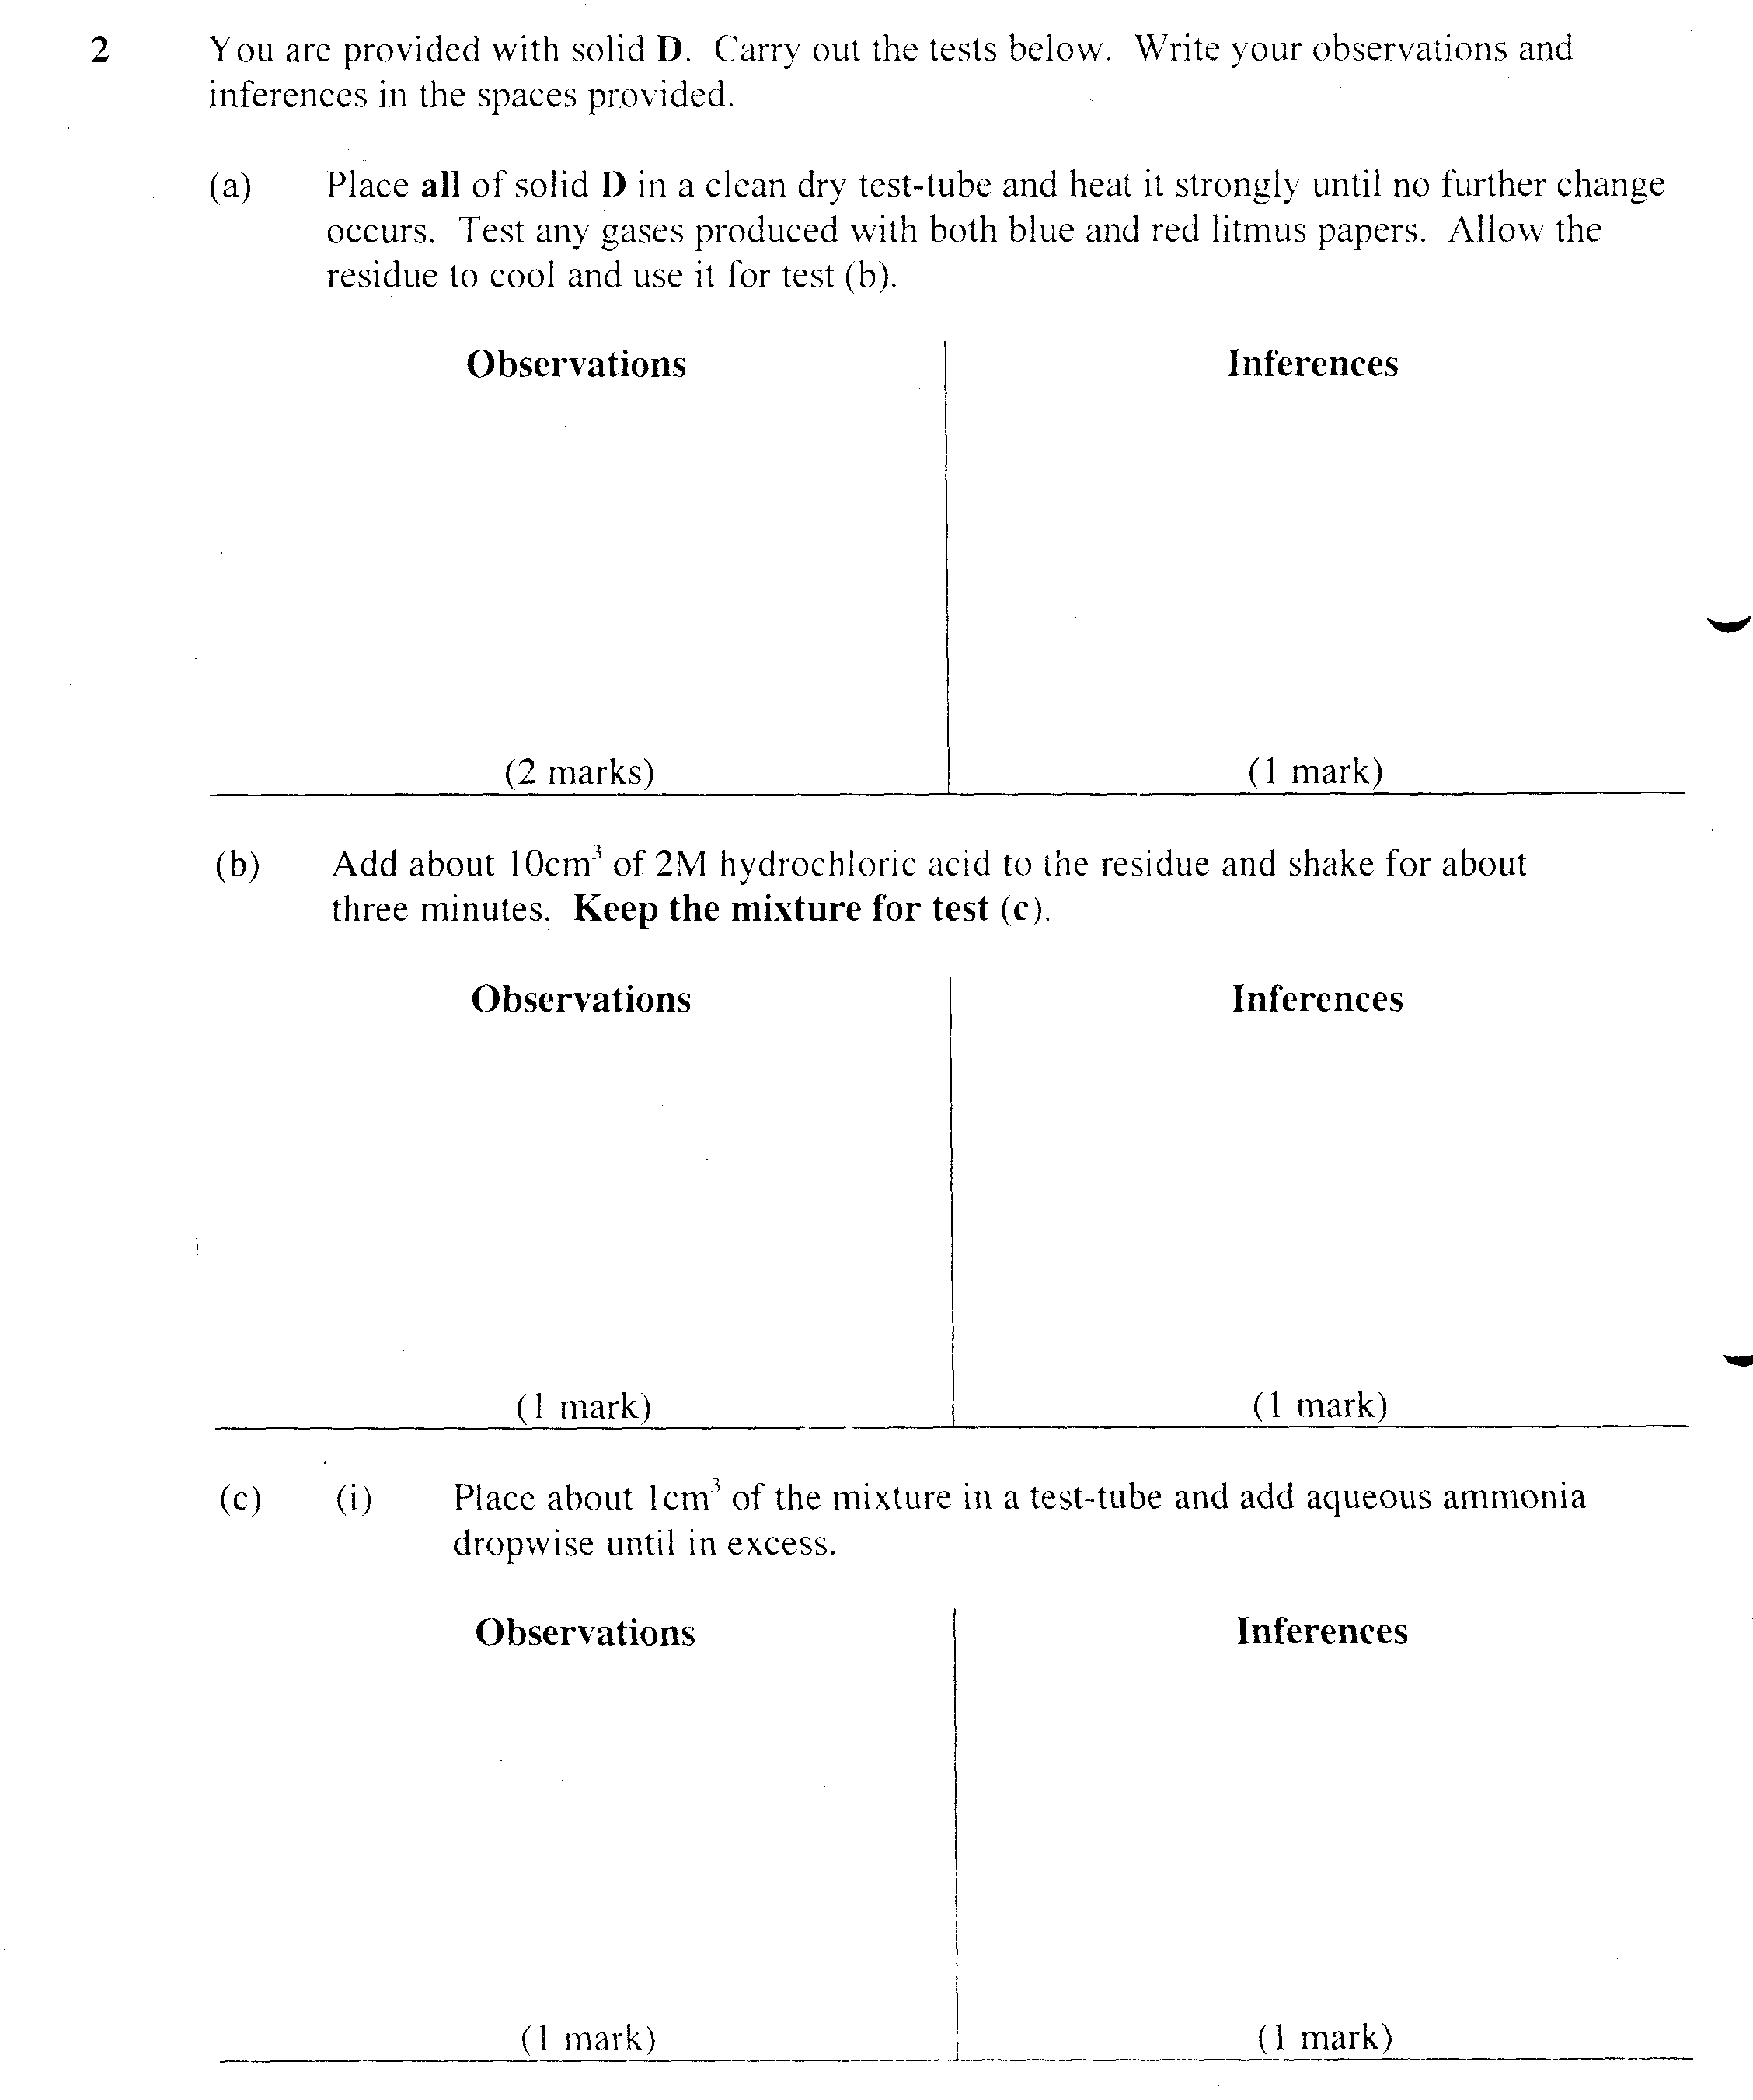 2 You are provided with solid D. Carry out the tests below. Write your observations and
inferences in the spaces provided.
(a) Place all of solid D in a clean dry test-tube and heat it strongly until no further change
occurs. Test any gases produced with both blue and red litmus papers. Allow the
residue to cool and use it for test (b).
Observations Inferences
(2 marks) (1 mark)
(b) Add about 10cm³ of 2M hydrochloric acid to the residue and shake for about
three minutes. Keep the mixture for test (c).
Observations Inferences
(1 mark) (1 mark)
(c) (i) Place about 1cm³ of the mixture in a test-tube and add aqueous ammonia
dropwise until in excess.
Observations Inferences
(1 mark) (1 mark)